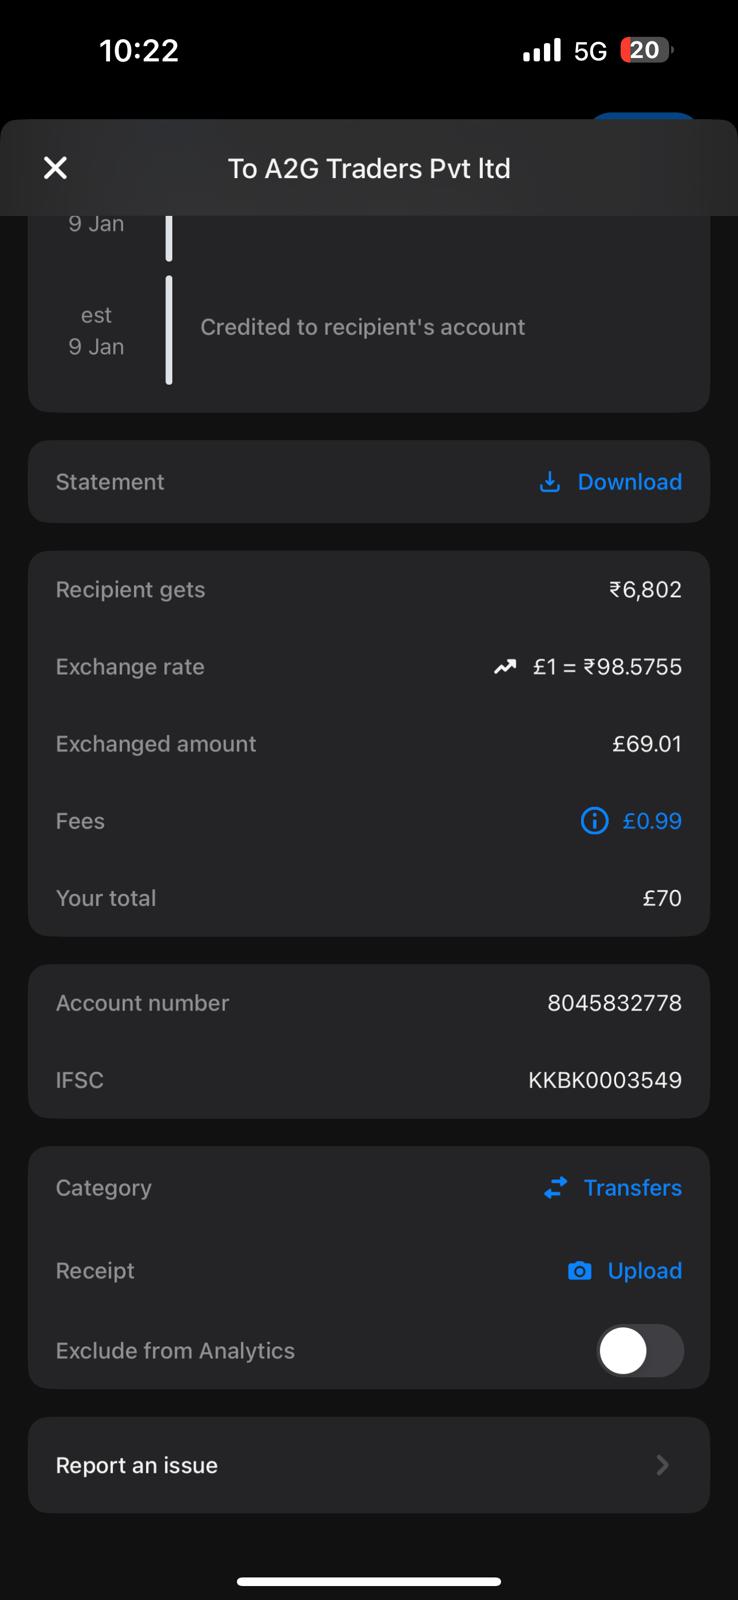 10:22 5G 20
To A2G Traders Pvt ltd
9 Jan
est
9 Jan
Credited to recipient's account
Statement Download
Recipient gets ₹6,802
Exchange rate £1 = ₹98.5755
Exchanged amount £69.01
Fees £0.99
Your total £70
Account number 8045832778
IFSC KKBK0003549
Category Transfers
Receipt Upload
Exclude from Analytics
Report an issue